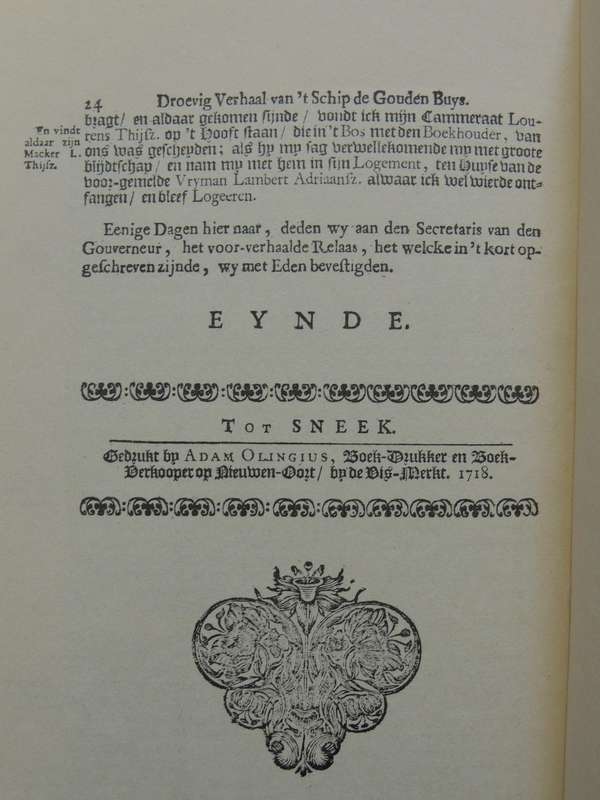 24 Droevig Verhaal van 't Schip de Gouden Buys.
bragt/ en aldaar gekomen sijnde / vondt ick mijn Cammeraat Lou-
rens Thijsz. op 't Hooft staan/ die in 't Bos met den Boekhouder, van
ons was gescheyden; als hy my sag verwellekomende my met groote
blijdtschap/ en nam my met hem in sijn Logement, ten Huyse van de
voor-gemelde Vryman Lambert Adriaansz. alwaar ick wel wierde ont-
fangen/ en bleef Logeeren.
En vindt
aldaar zijn
Macker L.
Thijsz.
Eenige Dagen hier naar, deden wy aan den Secretaris van den
Gouverneur, het voor-verhaalde Relaas, het welcke in 't kort op-
geschreven zijnde, wy met Eden bevestigden.
EYNDE.
TOT SNEEK.
Gedrukt by ADAM OLINGIUS, Boek-Drukker en Boek-
Verkooper op Nieuwen-Oort/ by de Vis-Merkt. 1718.